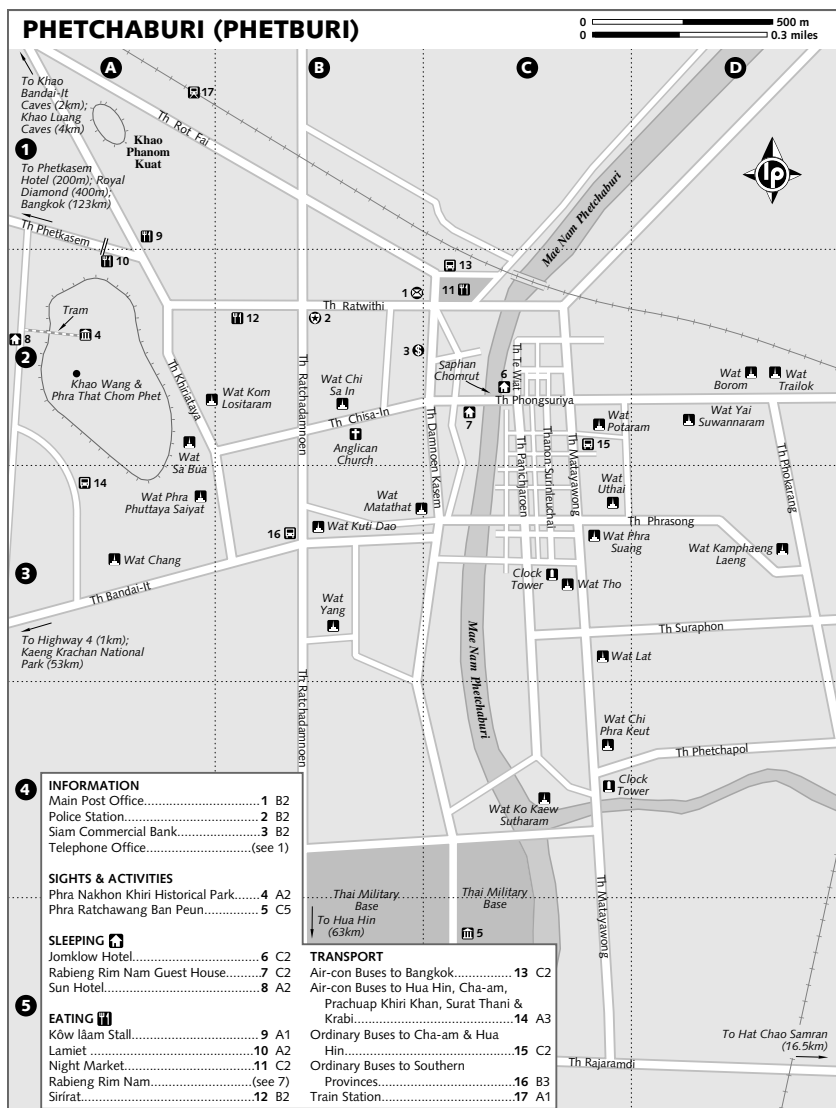 PHETCHABURI (PHETBURI)
0 500 m
0 0.3 miles
A B C D
1
2
3
4
5
To Khao
Bandai-It
Caves (2km);
Khao Luang
Caves (4km)
17
Th Rot Fai
Khao
Phanom
Kuat
To Phetkasem
Hotel (200m); Royal
Diamond (400m);
Bangkok (123km)
Th Phetkasem
9
10
Mae Nam Phetchaburi
lp
13
11
1
Th Ratwithi
12
2
Tram
4
8
3
Khao Wang &
Phra That Chom Phet
Th Khiriataya
Wat Kom
Lositaram
Th Ratchadamnoen
Wat Chi
Sa In
Th Chisa-In
Anglican
Church
Saphan
Chomrut
6
Th Te Wiat
Th Phongsuriya
7
Th Damnoen Kasem
Th Panichjaroen
Thanon Surinleuchai
Th Matayawong
Wat
Potaram
15
Wat
Borom
Wat
Trailok
Wat Yai
Suwannaram
Th Phokarang
Wat
Sa Bua
14
Wat Phra
Phuttaya Saiyat
Wat
Matathat
Wat
Uthai
16
Wat Kuti Dao
Th Phrasong
Wat Phra
Suang
Wat Kamphaeng
Laeng
Wat Chang
Th Bandai-It
Clock
Tower
Wat Tho
Wat
Yang
To Highway 4 (1km);
Kaeng Krachan National
Park (53km)
Th Suraphon
Mae Nam Phetchaburi
Wat Lat
Th Ratchadamnoen
Wat Chi
Phra Keut
Th Phetchapol
Clock
Tower
Wat Ko Kaew
Sutharam
Th Matayawong
Thai Military
Base
Thai Military
Base
To Hua Hin
(63km)
5
To Hat Chao Samran
(16.5km)
Th Rajaramdi
INFORMATION
Main Post Office 1 B2
Police Station 2 B2
Siam Commercial Bank 3 B2
Telephone Office (see 1)
SIGHTS & ACTIVITIES
Phra Nakhon Khiri Historical Park 4 A2
Phra Ratchawang Ban Peun 5 C5
SLEEPING
Jomklow Hotel 6 C2
Rabieng Rim Nam Guest House 7 C2
Sun Hotel 8 A2
EATING
Kôw lăam Stall 9 A1
Lamiet 10 A2
Night Market 11 C2
Rabieng Rim Nam (see 7)
Sirírat 12 B2
TRANSPORT
Air-con Buses to Bangkok 13 C2
Air-con Buses to Hua Hin, Cha-am,
Prachuap Khiri Khan, Surat Thani &
Krabi 14 A3
Ordinary Buses to Cha-am & Hua
Hin 15 C2
Ordinary Buses to Southern
Provinces 16 B3
Train Station 17 A1